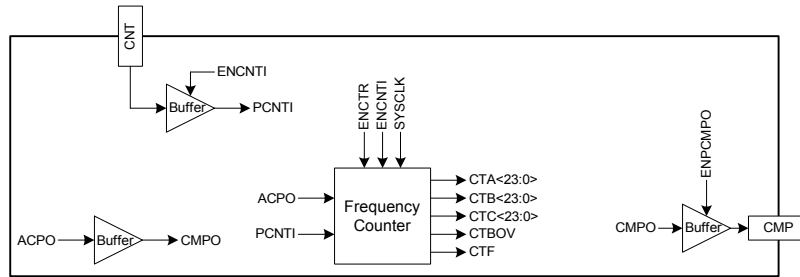 CNT
ENCNTI
Buffer
PCNTI
ENCTR
ENCNTI
SYSCLK
ENPCMPO
ACPO
PCNTI
Frequency
Counter
CTA<23:0>
CTB<23:0>
CTC<23:0>
CTBOV
CTF
ACPO
Buffer
CMPO
CMPO
Buffer
CMP